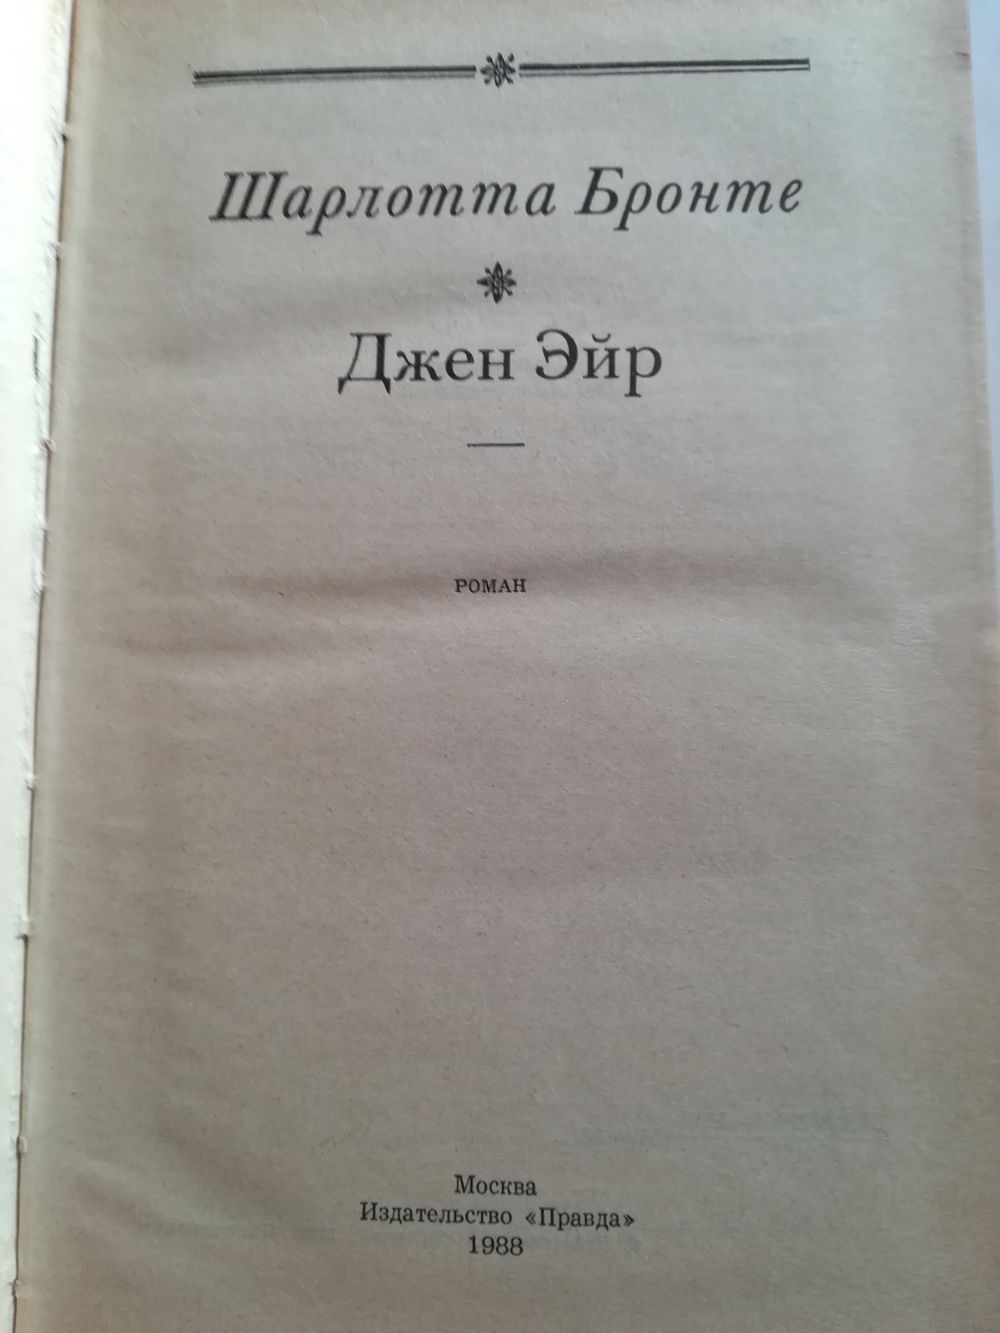 Шарлотта Бронте
Джен Эйр
РОМАН
Москва
Издательство «Правда»
1988